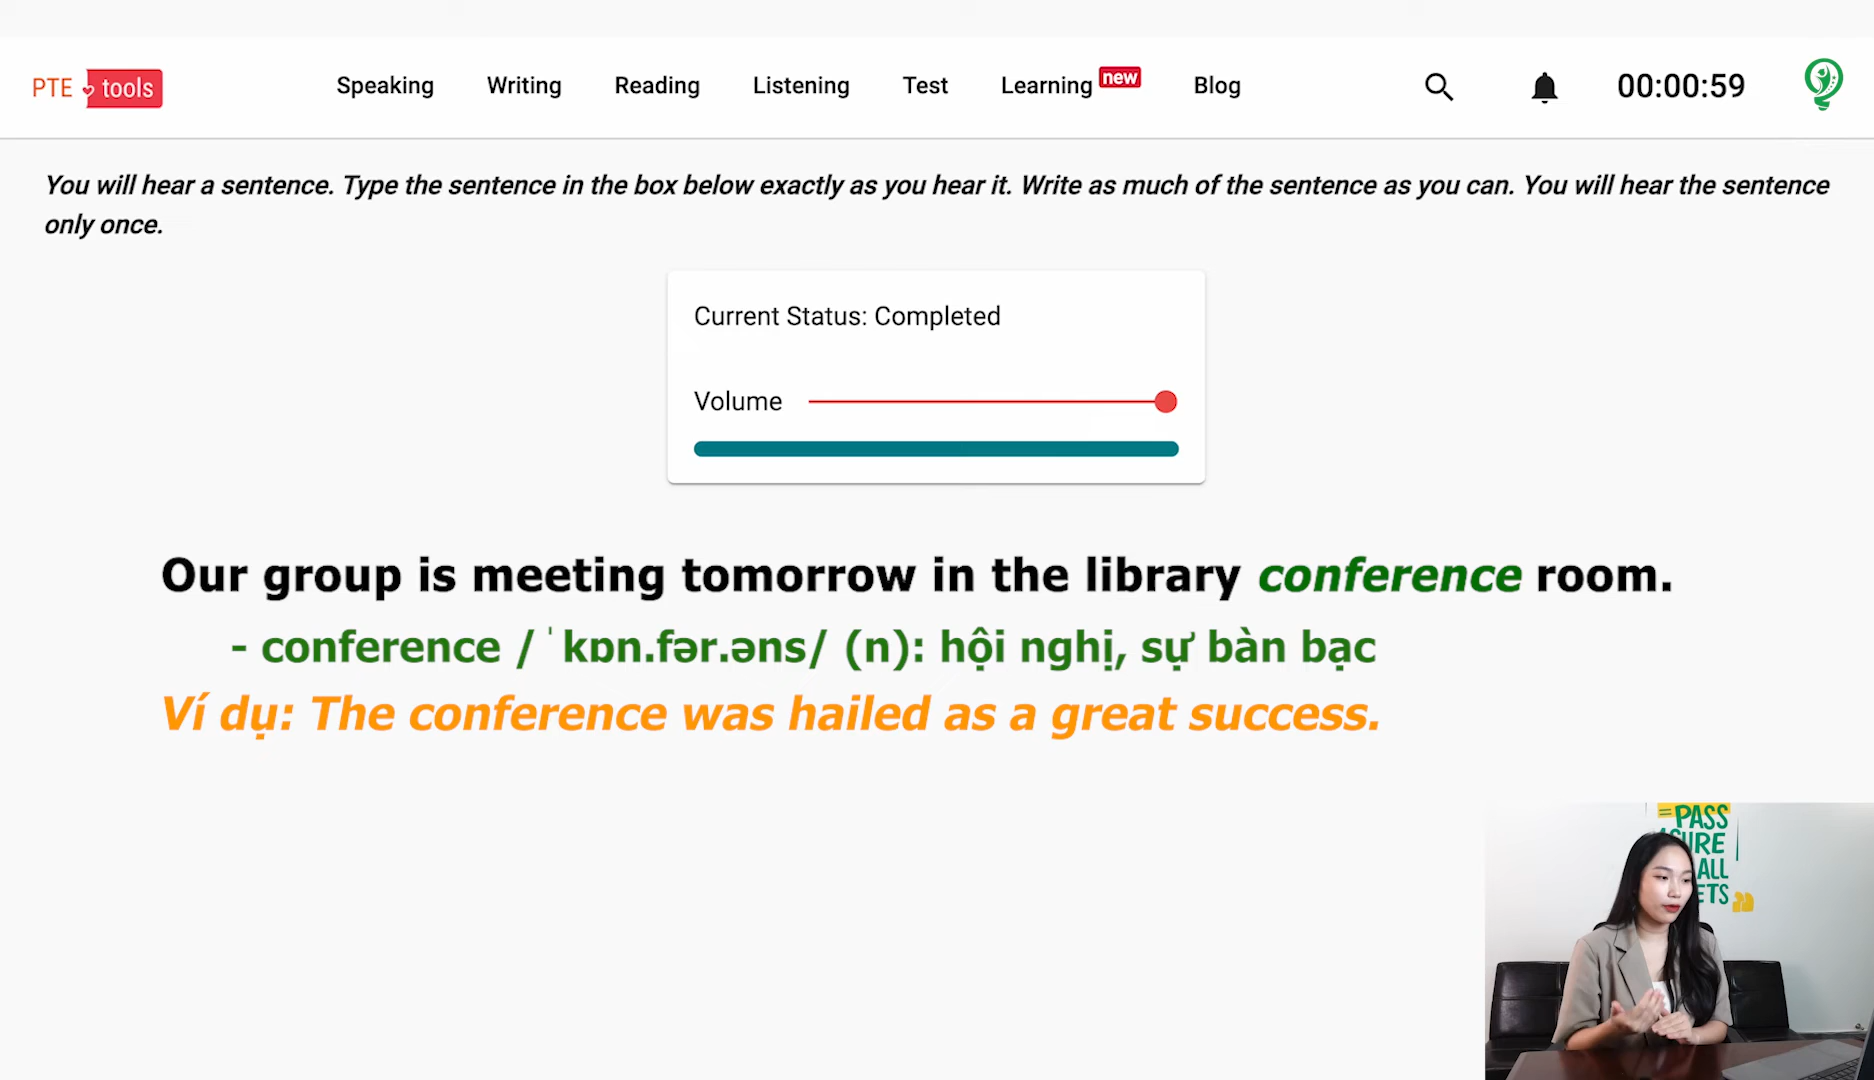 PTE tools
Speaking Writing Reading Listening Test Learning new Blog
00:00:59
You will hear a sentence. Type the sentence in the box below exactly as you hear it. Write as much of the sentence as you can. You will hear the sentence
only once.
Current Status: Completed
Volume
Our group is meeting tomorrow in the library conference room.
- conference /ˈkɒn.fər.əns/ (n): hội nghị, sự bàn bạc
Ví dụ: The conference was hailed as a great success.
PASS
ALL